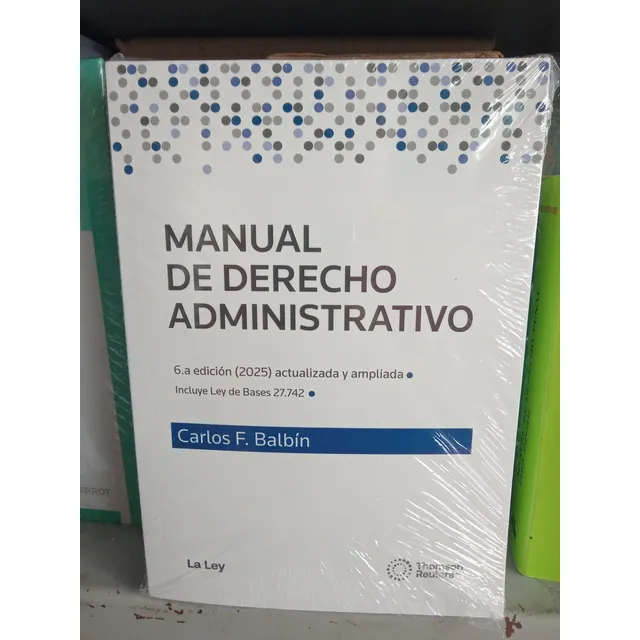 MANUAL
DE DERECHO
ADMINISTRATIVO
6.a edición (2025) actualizada y ampliada
Incluye Ley de Bases 27.742
Carlos F. Balbín
La Ley
Thomson
Reuters